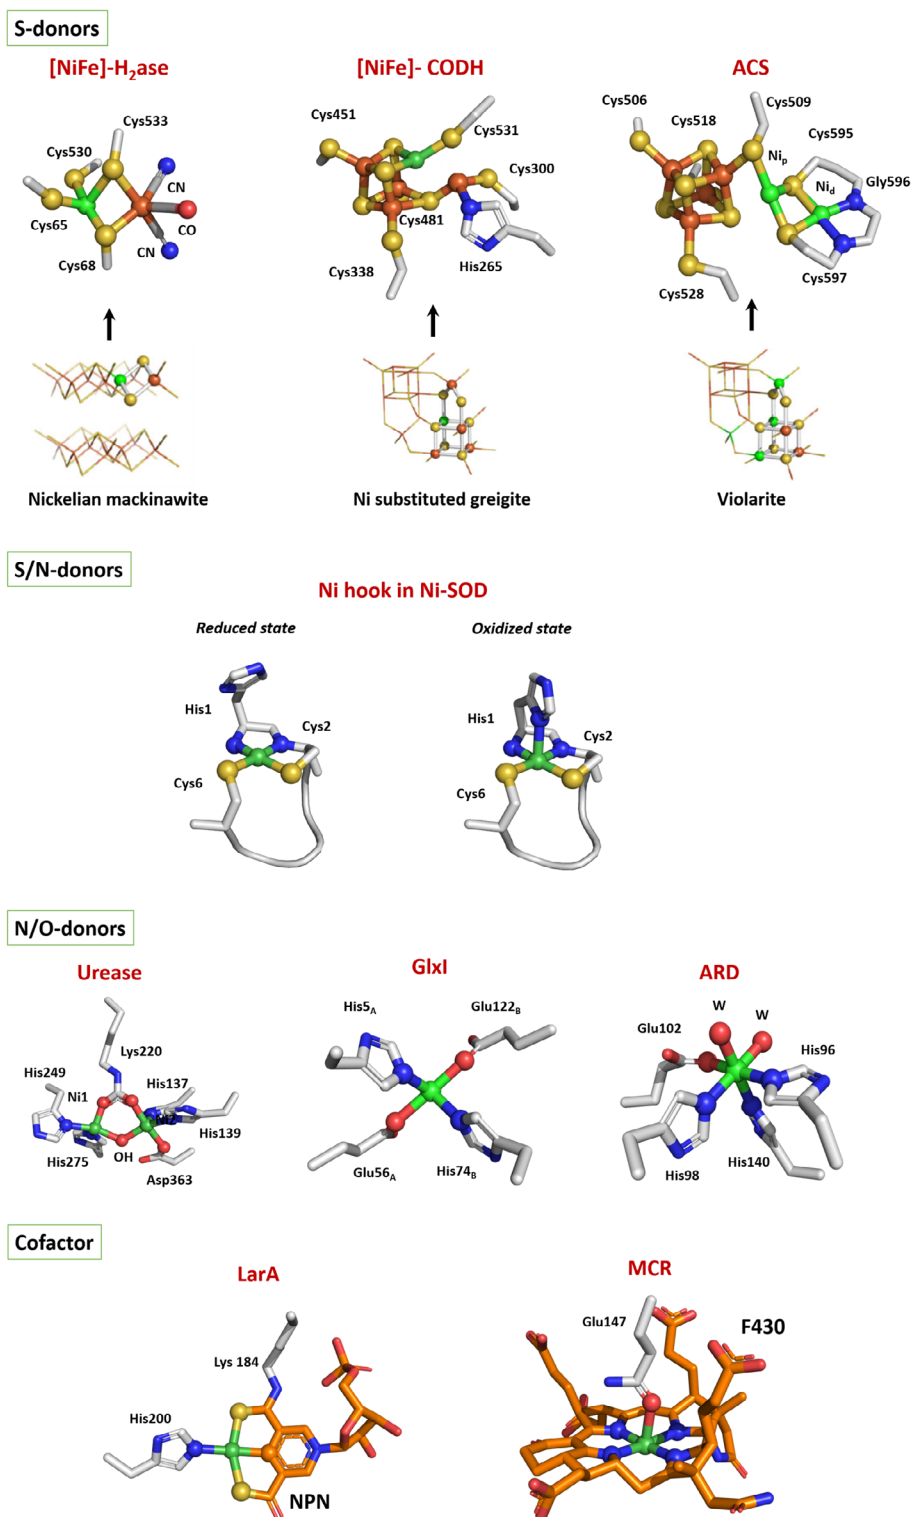 S-donors
[NiFe]-H2ase
[NiFe]- CODH
ACS
Cys533
Cys530
CN
Cys65
CO
CN
Cys68
Cys451
Cys531
Cys300
Cys481
Cys338
His265
Cys506
Cys509
Cys518
Cys595
Nip
Nid
Gly596
Cys597
Cys528
Nickelian mackinawite
Ni substituted greigite
Violarite
S/N-donors
Ni hook in Ni-SOD
Reduced state
Oxidized state
His1
Cys2
Cys6
His1
Cys2
Cys6
N/O-donors
Urease
GlxI
ARD
Lys220
His249
Ni1
His137
Ni2
His139
His275
OH
Asp363
His5A
Glu122B
Glu56A
His74B
W
W
Glu102
His96
His98
His140
Cofactor
LarA
MCR
Lys 184
His200
NPN
Glu147
F430